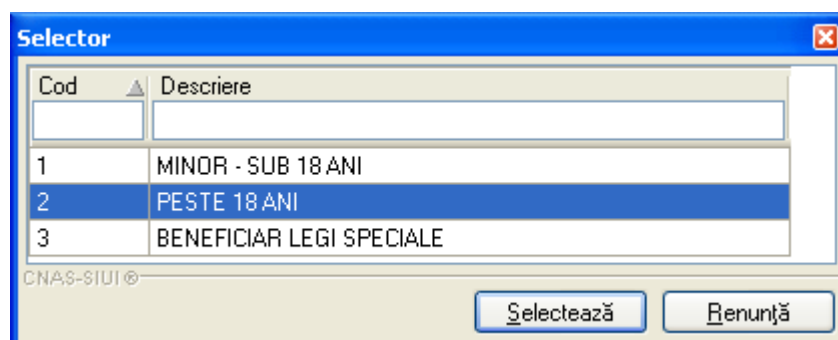 Selector
Cod Descriere
1 MINOR - SUB 18 ANI
2 PESTE 18 ANI
3 BENEFICIAR LEGI SPECIALE
CNAS-SIUI ®
Selectează Renunţă